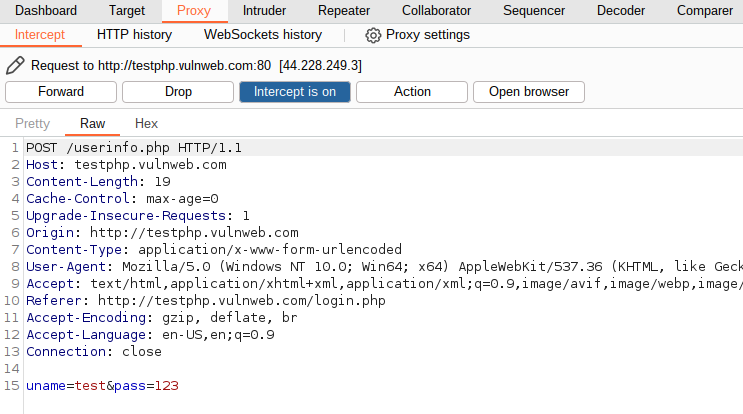 Dashboard Target Proxy Intruder Repeater Collaborator Sequencer Decoder Comparer
Intercept HTTP history WebSockets history Proxy settings
Request to http://testphp.vulnweb.com:80 [44.228.249.3]
Forward Drop Intercept is on Action Open browser
Pretty Raw Hex
1 POST /userinfo.php HTTP/1.1
2 Host: testphp.vulnweb.com
3 Content-Length: 19
4 Cache-Control: max-age=0
5 Upgrade-Insecure-Requests: 1
6 Origin: http://testphp.vulnweb.com
7 Content-Type: application/x-www-form-urlencoded
8 User-Agent: Mozilla/5.0 (Windows NT 10.0; Win64; x64) AppleWebKit/537.36 (KHTML, like Geck
9 Accept: text/html,application/xhtml+xml,application/xml;q=0.9,image/avif,image/webp,image/
10 Referer: http://testphp.vulnweb.com/login.php
11 Accept-Encoding: gzip, deflate, br
12 Accept-Language: en-US,en;q=0.9
13 Connection: close
14
15 uname=test&pass=123